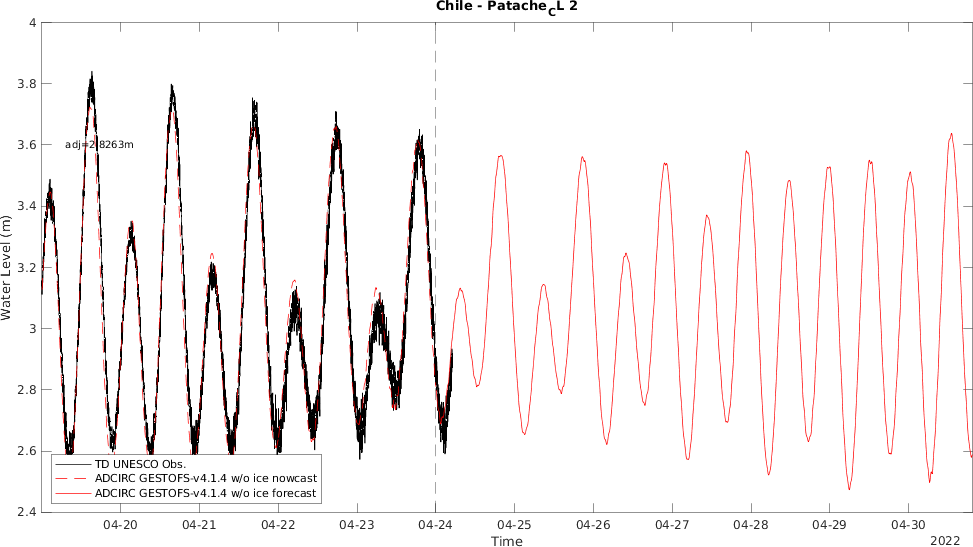 Chile - Patache_CL 2
4
3.8
3.6
3.4
3.2
3
2.8
2.6
2.4
Water Level (m)
adj=2.8263m
TD UNESCO Obs.
ADCIRC GESTOFS-v4.1.4 w/o ice nowcast
ADCIRC GESTOFS-v4.1.4 w/o ice forecast
04-20 04-21 04-22 04-23 04-24 04-25 04-26 04-27 04-28 04-29 04-30
Time
2022